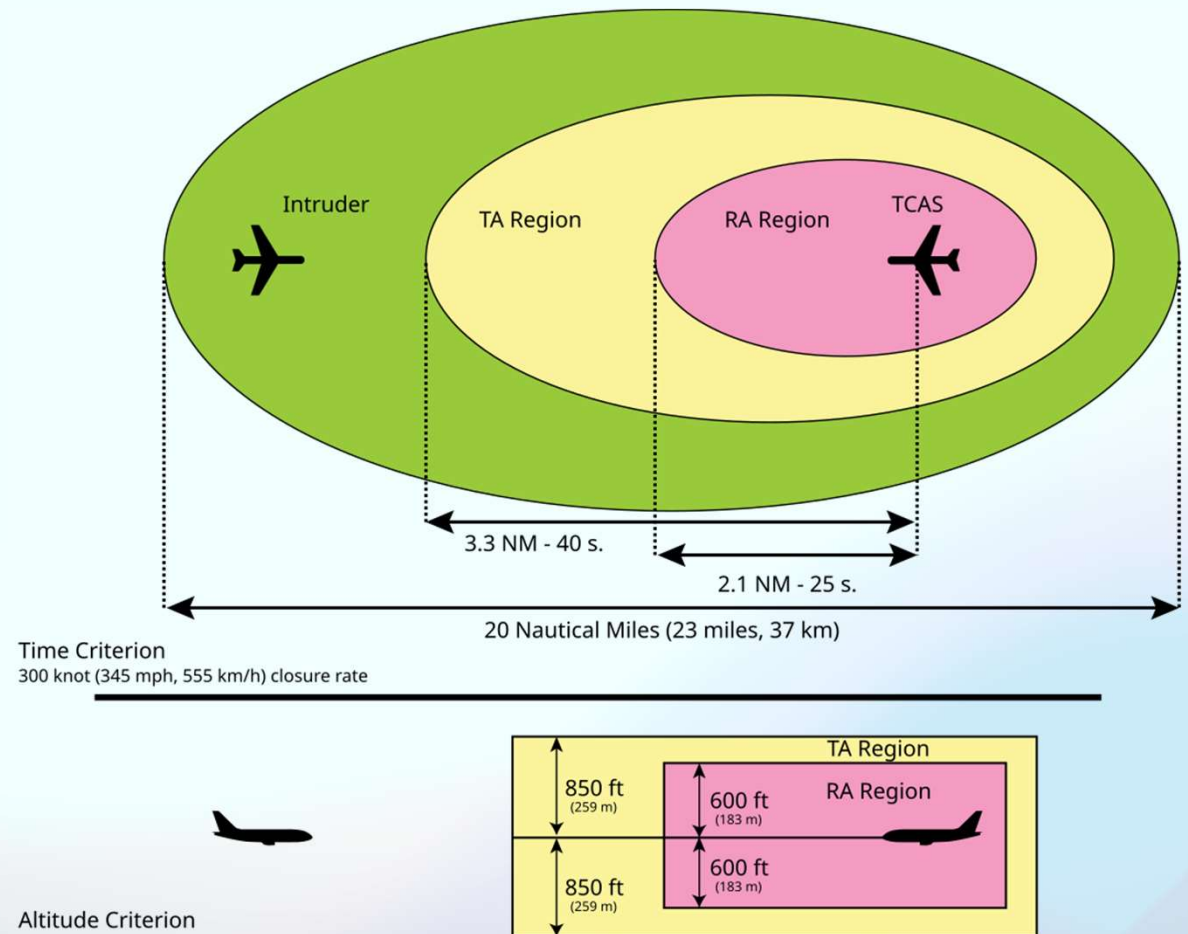 Intruder
TA Region
RA Region
TCAS
3.3 NM - 40 s.
2.1 NM - 25 s.
20 Nautical Miles (23 miles, 37 km)
Time Criterion
300 knot (345 mph, 555 km/h) closure rate
TA Region
850 ft
(259 m)
600 ft
(183 m)
RA Region
850 ft
(259 m)
600 ft
(183 m)
Altitude Criterion